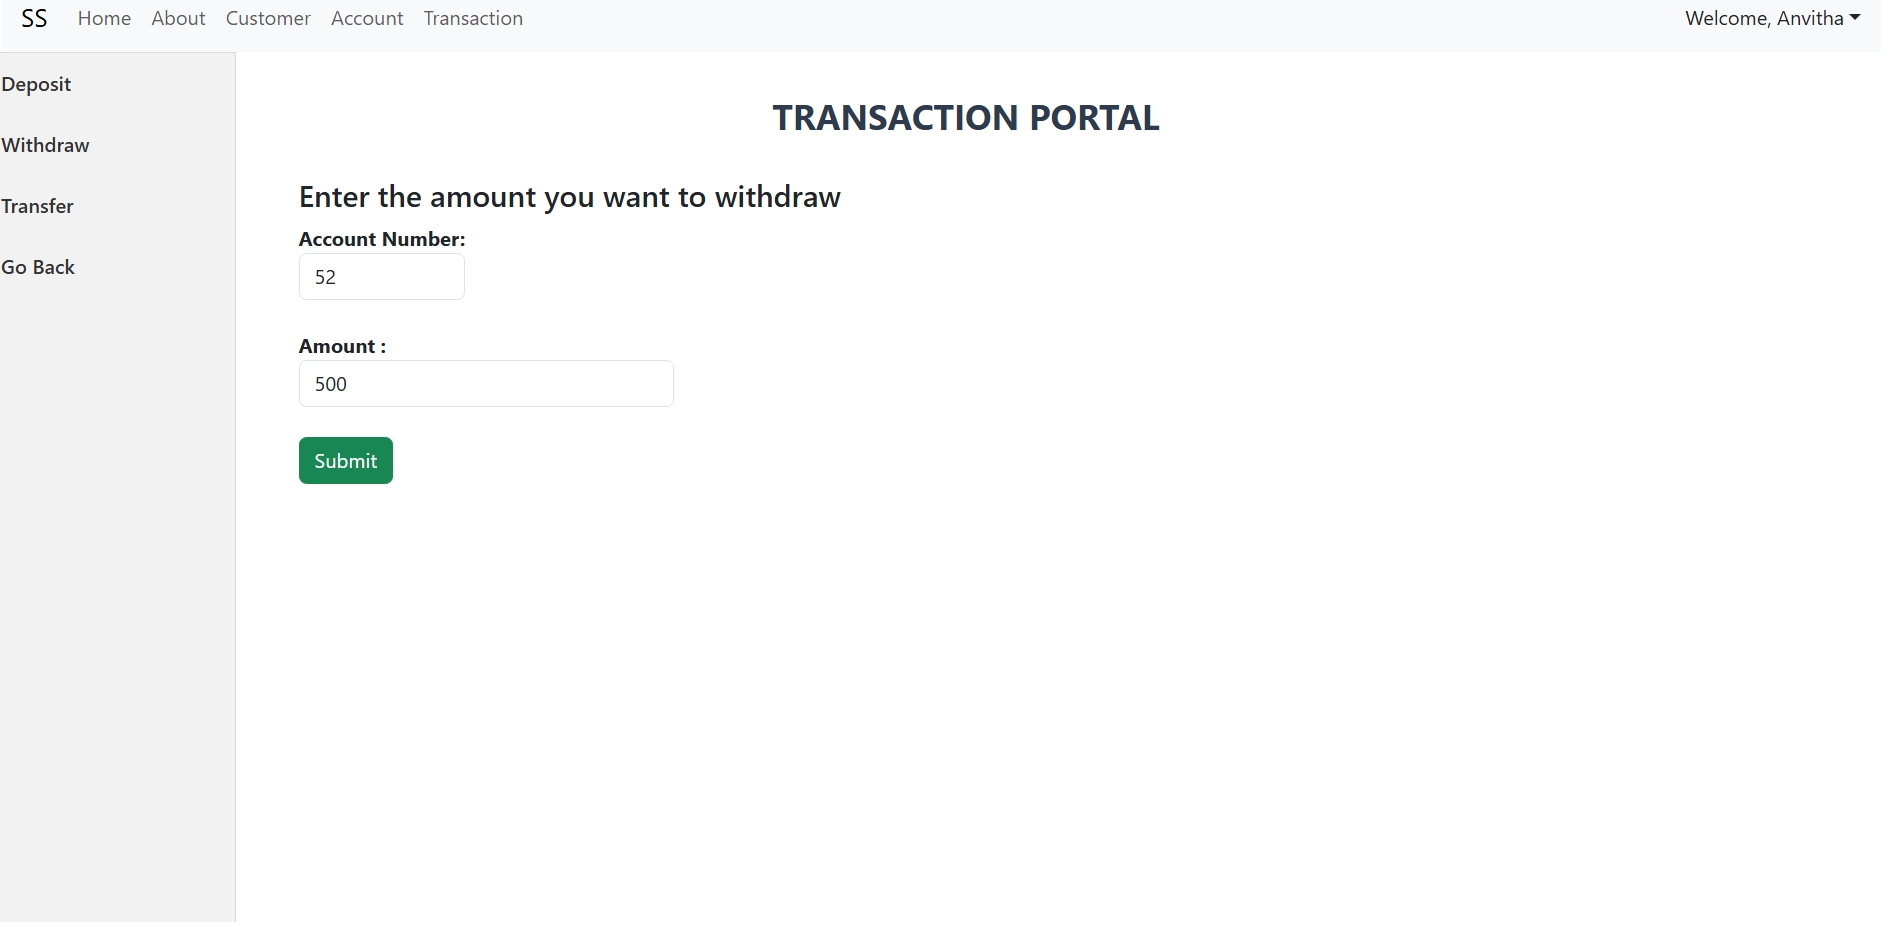 SS Home About Customer Account Transaction Welcome, Anvitha
Deposit
Withdraw
Transfer
Go Back
TRANSACTION PORTAL
Enter the amount you want to withdraw
Account Number:
52
Amount :
500
Submit